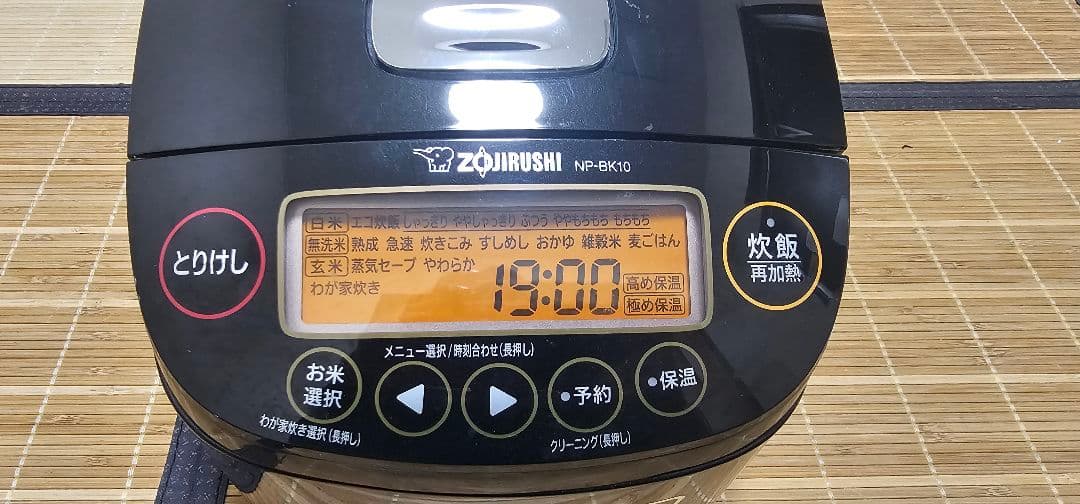 ZOJIRUSHI NP-BK10
白米 エコ炊飯 しゃっきり ややしゃっきり ふつう ややもちもち もちもち
無洗米 熟成 急速 炊きこみ すしめし おかゆ 雑穀米 麦ごはん
玄米 蒸気セーブ やわらか
わが家炊き
19:00
高め保温
極め保温
とりけし
炊飯
再加熱
メニュー選択/時刻合わせ(長押し)
お米
選択
予約
保温
わが家炊き選択(長押し)
クリーニング(長押し)